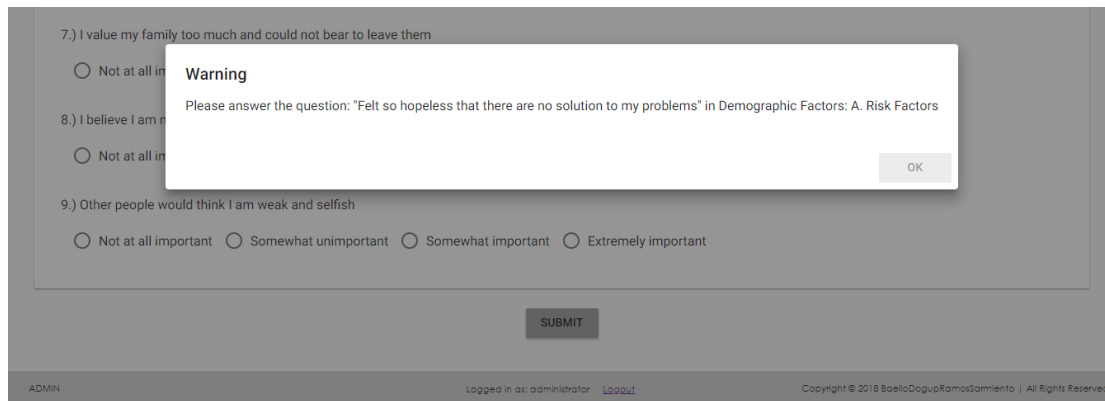 7.) I value my family too much and could not bear to leave them
Not at all im
Warning
Please answer the question: "Felt so hopeless that there are no solution to my problems" in Demographic Factors: A. Risk Factors
8.) I believe I am
Not at all im
OK
9.) Other people would think I am weak and selfish
Not at all important Somewhat unimportant Somewhat important Extremely important
SUBMIT
ADMIN Logged in as: administrator Logout Copyright © 2018 BaelloDogupRamosSarmiento | All Rights Reserved